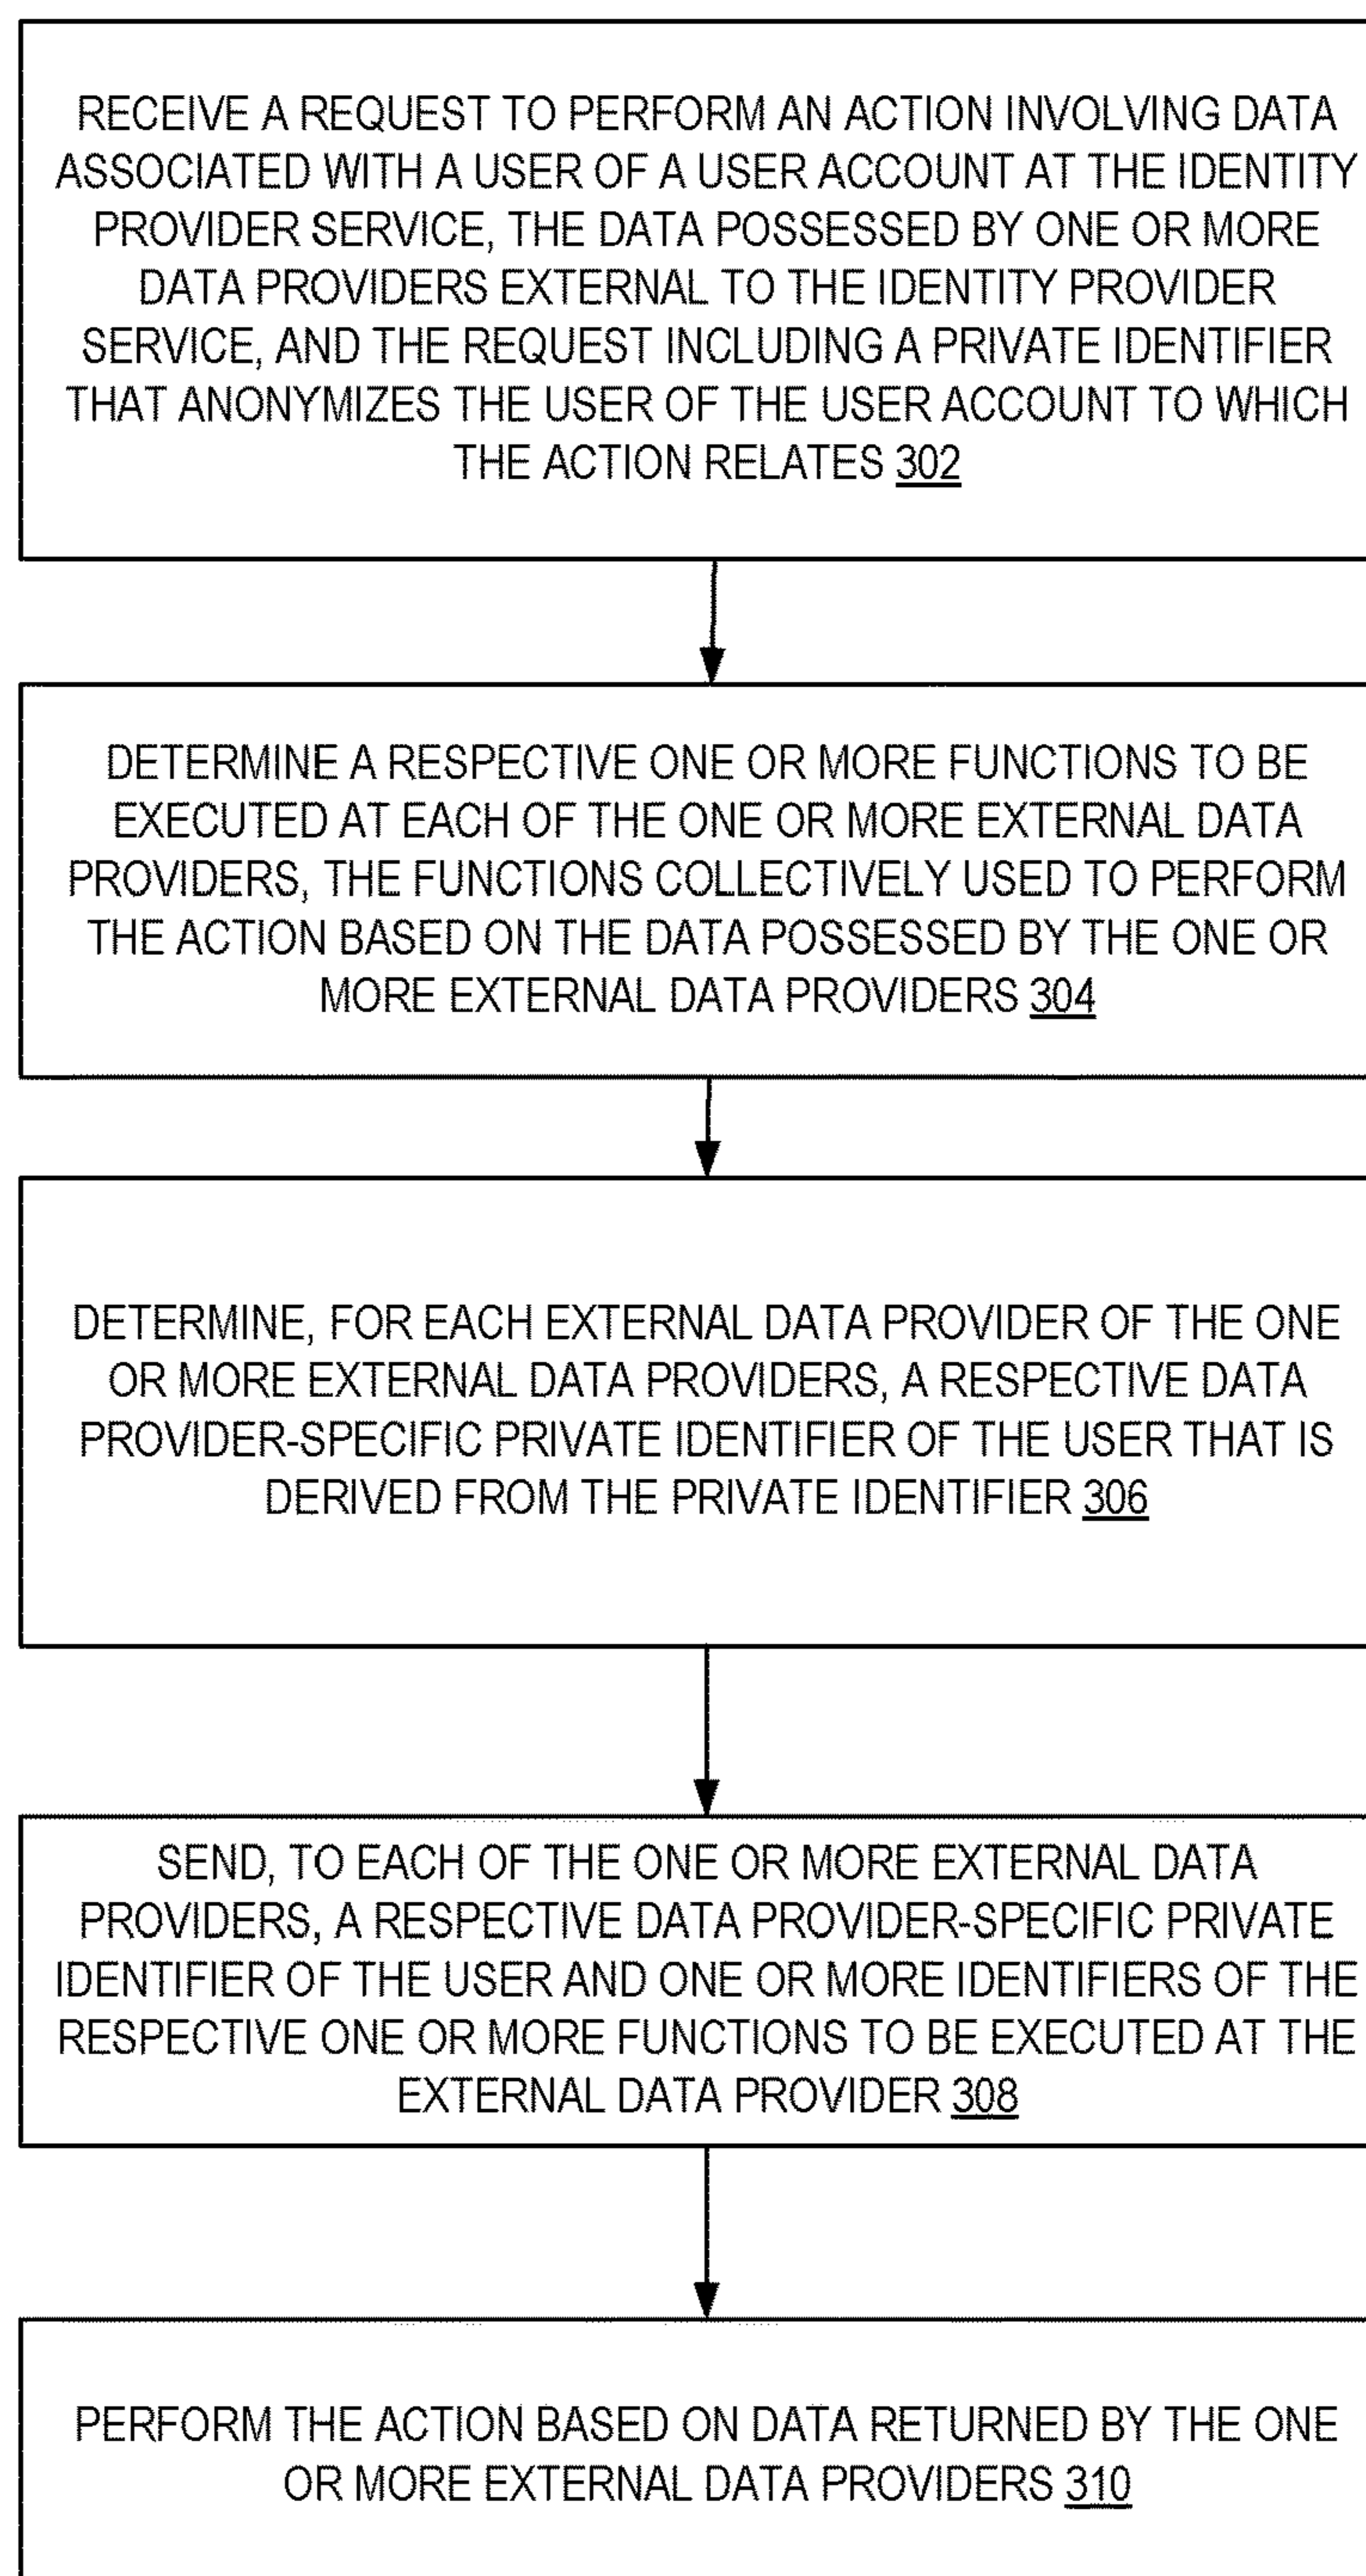 RECEIVE A REQUEST TO PERFORM AN ACTION INVOLVING DATA
ASSOCIATED WITH A USER OF A USER ACCOUNT AT THE IDENTITY
PROVIDER SERVICE, THE DATA POSSESSED BY ONE OR MORE
DATA PROVIDERS EXTERNAL TO THE IDENTITY PROVIDER
SERVICE, AND THE REQUEST INCLUDING A PRIVATE IDENTIFIER
THAT ANONYMIZES THE USER OF THE USER ACCOUNT TO WHICH
THE ACTION RELATES 302
DETERMINE A RESPECTIVE ONE OR MORE FUNCTIONS TO BE
EXECUTED AT EACH OF THE ONE OR MORE EXTERNAL DATA
PROVIDERS, THE FUNCTIONS COLLECTIVELY USED TO PERFORM
THE ACTION BASED ON THE DATA POSSESSED BY THE ONE OR
MORE EXTERNAL DATA PROVIDERS 304
DETERMINE, FOR EACH EXTERNAL DATA PROVIDER OF THE ONE
OR MORE EXTERNAL DATA PROVIDERS, A RESPECTIVE DATA
PROVIDER-SPECIFIC PRIVATE IDENTIFIER OF THE USER THAT IS
DERIVED FROM THE PRIVATE IDENTIFIER 306
SEND, TO EACH OF THE ONE OR MORE EXTERNAL DATA
PROVIDERS, A RESPECTIVE DATA PROVIDER-SPECIFIC PRIVATE
IDENTIFIER OF THE USER AND ONE OR MORE IDENTIFIERS OF THE
RESPECTIVE ONE OR MORE FUNCTIONS TO BE EXECUTED AT THE
EXTERNAL DATA PROVIDER 308
PERFORM THE ACTION BASED ON DATA RETURNED BY THE ONE
OR MORE EXTERNAL DATA PROVIDERS 310